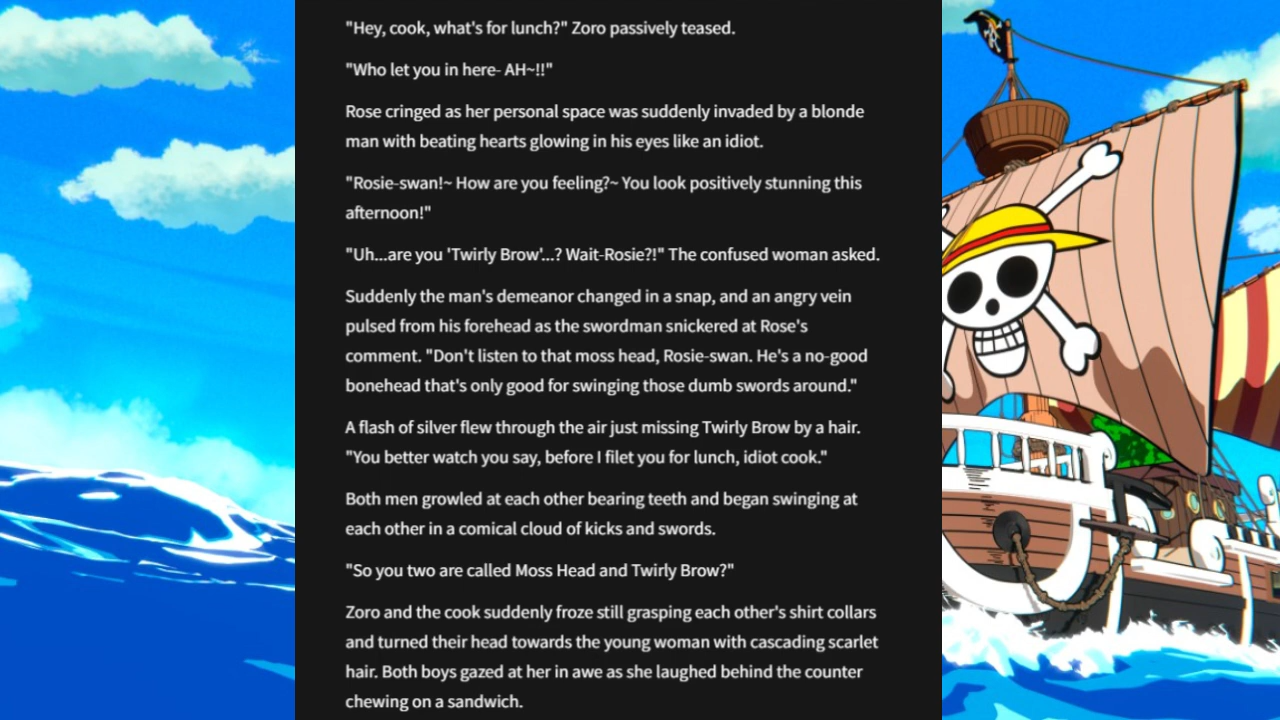 "Hey, cook, what's for lunch?" Zoro passively teased.
"Who let you in here- AH~!!"
Rose cringed as her personal space was suddenly invaded by a blonde
man with beating hearts glowing in his eyes like an idiot.
"Rosie-swan!~ How are you feeling?~ You look positively stunning this
afternoon!"
"Uh...are you 'Twirly Brow'...? Wait-Rosie?!" The confused woman asked.
Suddenly the man's demeanor changed in a snap, and an angry vein
pulsed from his forehead as the swordman snickered at Rose's
comment. "Don't listen to that moss head, Rosie-swan. He's a no-good
bonehead that's only good for swinging those dumb swords around."
A flash of silver flew through the air just missing Twirly Brow by a hair.
"You better watch you say, before I filet you for lunch, idiot cook."
Both men growled at each other bearing teeth and began swinging at
each other in a comical cloud of kicks and swords.
"So you two are called Moss Head and Twirly Brow?"
Zoro and the cook suddenly froze still grasping each other's shirt collars
and turned their head towards the young woman with cascading scarlet
hair. Both boys gazed at her in awe as she laughed behind the counter
chewing on a sandwich.